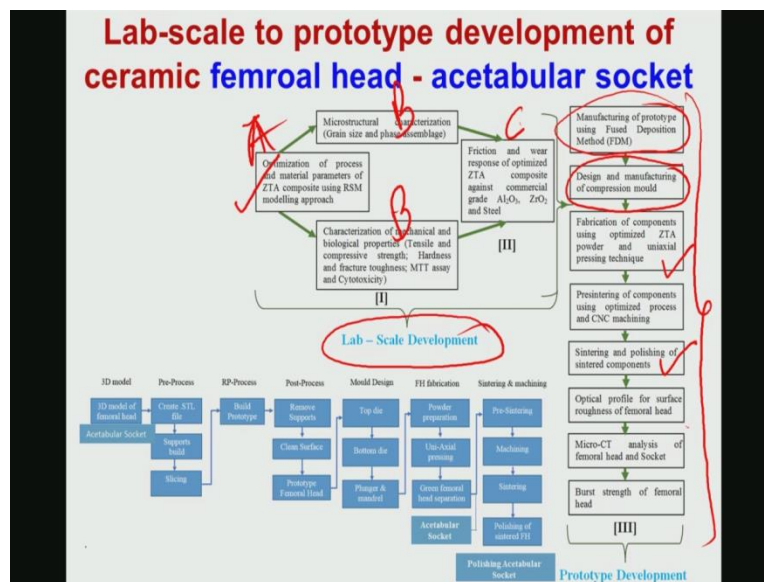 Lab-scale to prototype development of
ceramic femroal head - acetabular socket
A
B
Microstructural characterization
(Grain size and phase assemblage)
Optimization of process
and material parameters of
ZTA composite using RSM
modelling approach
B
Characterization of mechanical and
biological properties (Tensile and
compressive strength; Hardness
and fracture toughness; MTT assay
and Cytotoxicity)
[I]
C
Friction and wear
response of optimized
ZTA composite
against commercial
grade Al2O3, ZrO2
and Steel
[II]
Lab – Scale Development
Manufacturing of prototype
using Fused Deposition
Method (FDM)
Design and manufacturing
of compression mould
Fabrication of components
using optimized ZTA
powder and uniaxial
pressing technique
Presintering of components
using optimized process
and CNC machining
Sintering and polishing of
sintered components
Optical profile for surface
roughness of femoral head
Micro-CT analysis of
femoral head and Socket
Burst strength of femoral
head
[III]
Prototype Development
3D model
3D model of
femoral head
Acetabular Socket
Pre-Process
Create .STL
file
Supports
build
Slicing
RP-Process
Build
Prototype
Post-Process
Remove
Supports
Clean Surface
Prototype
Femoral Head
Mould Design
Top die
Bottom die
Plunger &
mandrel
FH fabrication
Powder
preparation
Uni-Axial
pressing
Green femoral
head separation
Acetabular
Socket
Sintering & machining
Pre-Sintering
Machining
Sintering
Polishing of
sintered FH
Polishing Acetabular
Socket